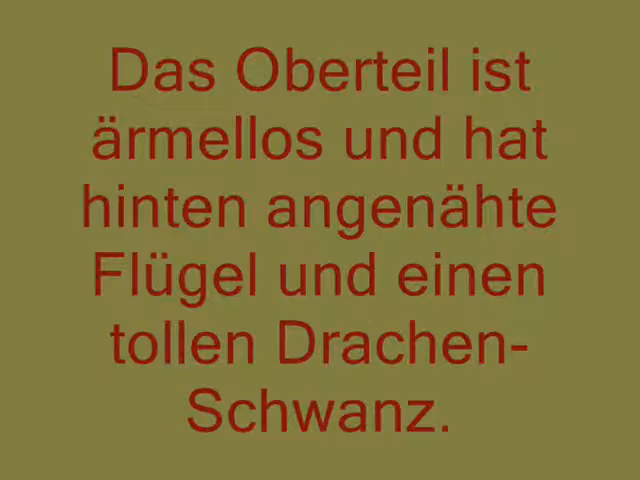 Das Oberteil ist
ärmellos und hat
hinten angenähte
Flügel und einen
tollen Drachen-
Schwanz.